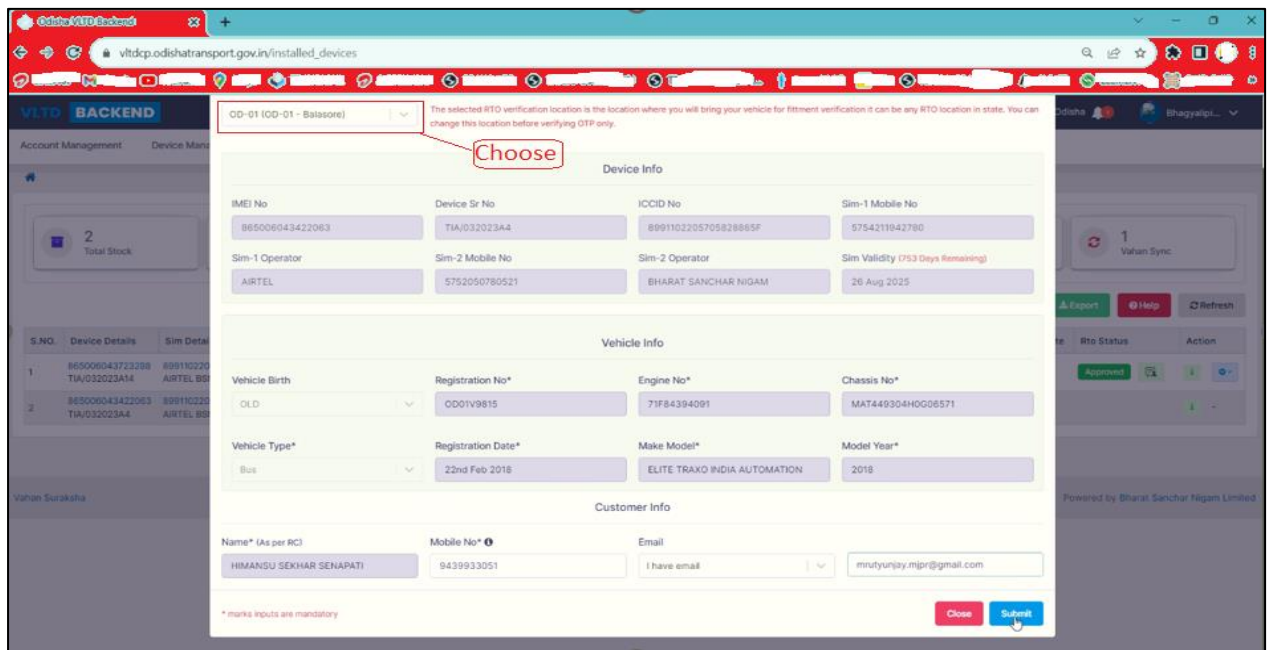 Odisha VLTD Backend
vltdcp.odishatransport.gov.in/installed_devices
VLTD BACKEND
OD-01 (OD-01 - Balasore)
The selected RTO verification location is the location where you will bring your vehicle for fittment verification it can be any RTO location in state. You can
change this location before verifying OTP only.
Odisha
Bhagyalipi...
Account Management
Choose
Device Info
IMEI No Device Sr No ICCID No Sim-1 Mobile No
865006043422063 TIA/032023A4 8991102205705828865F 5754211942780
2
Total Stock
1
Vahan Sync
Sim-1 Operator Sim-2 Mobile No Sim-2 Operator Sim Validity (753 Days Remaining)
AIRTEL 5752050780521 BHARAT SANCHAR NIGAM 26 Aug 2025
Export Help Refresh
Vehicle Info
S.NO. Device Details Sim Detai
Rto Status Action
1 865006043723298 899110220
TIA/032023A14 AIRTEL BS
Approved
Vehicle Birth Registration No* Engine No* Chassis No*
OLD OD01V9815 71F84394091 MAT449304H0G06571
2 865006043422063 899110220
TIA/032023A4 AIRTEL BS
Vehicle Type* Registration Date* Make Model* Model Year*
Bus 22nd Feb 2018 ELITE TRAXO INDIA AUTOMATION 2018
Vahan Suraksha
Powered by Bharat Sanchar Nigam Limited
Customer Info
Name* (As per RC) Mobile No* Email
HIMANSU SEKHAR SENAPATI 9439933051 I have email mrutyunjay.mjpr@gmail.com
* marks inputs are mandatory
Close Submit